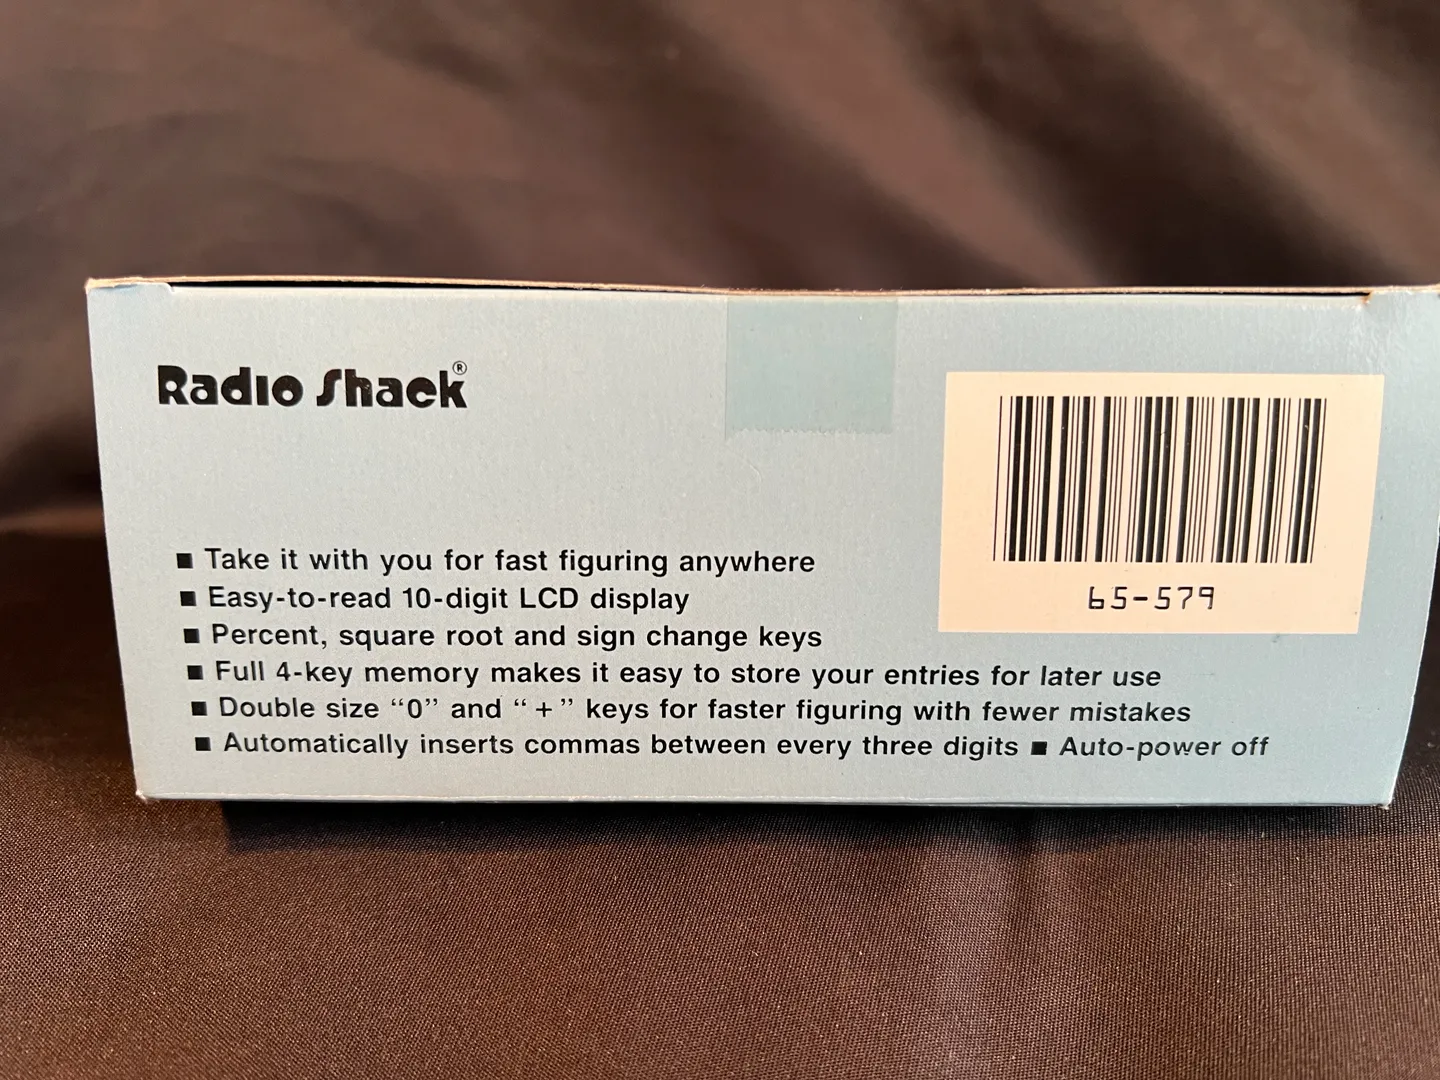 Radio Shack®
65-579
■ Take it with you for fast figuring anywhere
■ Easy-to-read 10-digit LCD display
■ Percent, square root and sign change keys
■ Full 4-key memory makes it easy to store your entries for later use
■ Double size “0” and “+” keys for faster figuring with fewer mistakes
■ Automatically inserts commas between every three digits ■ Auto-power off